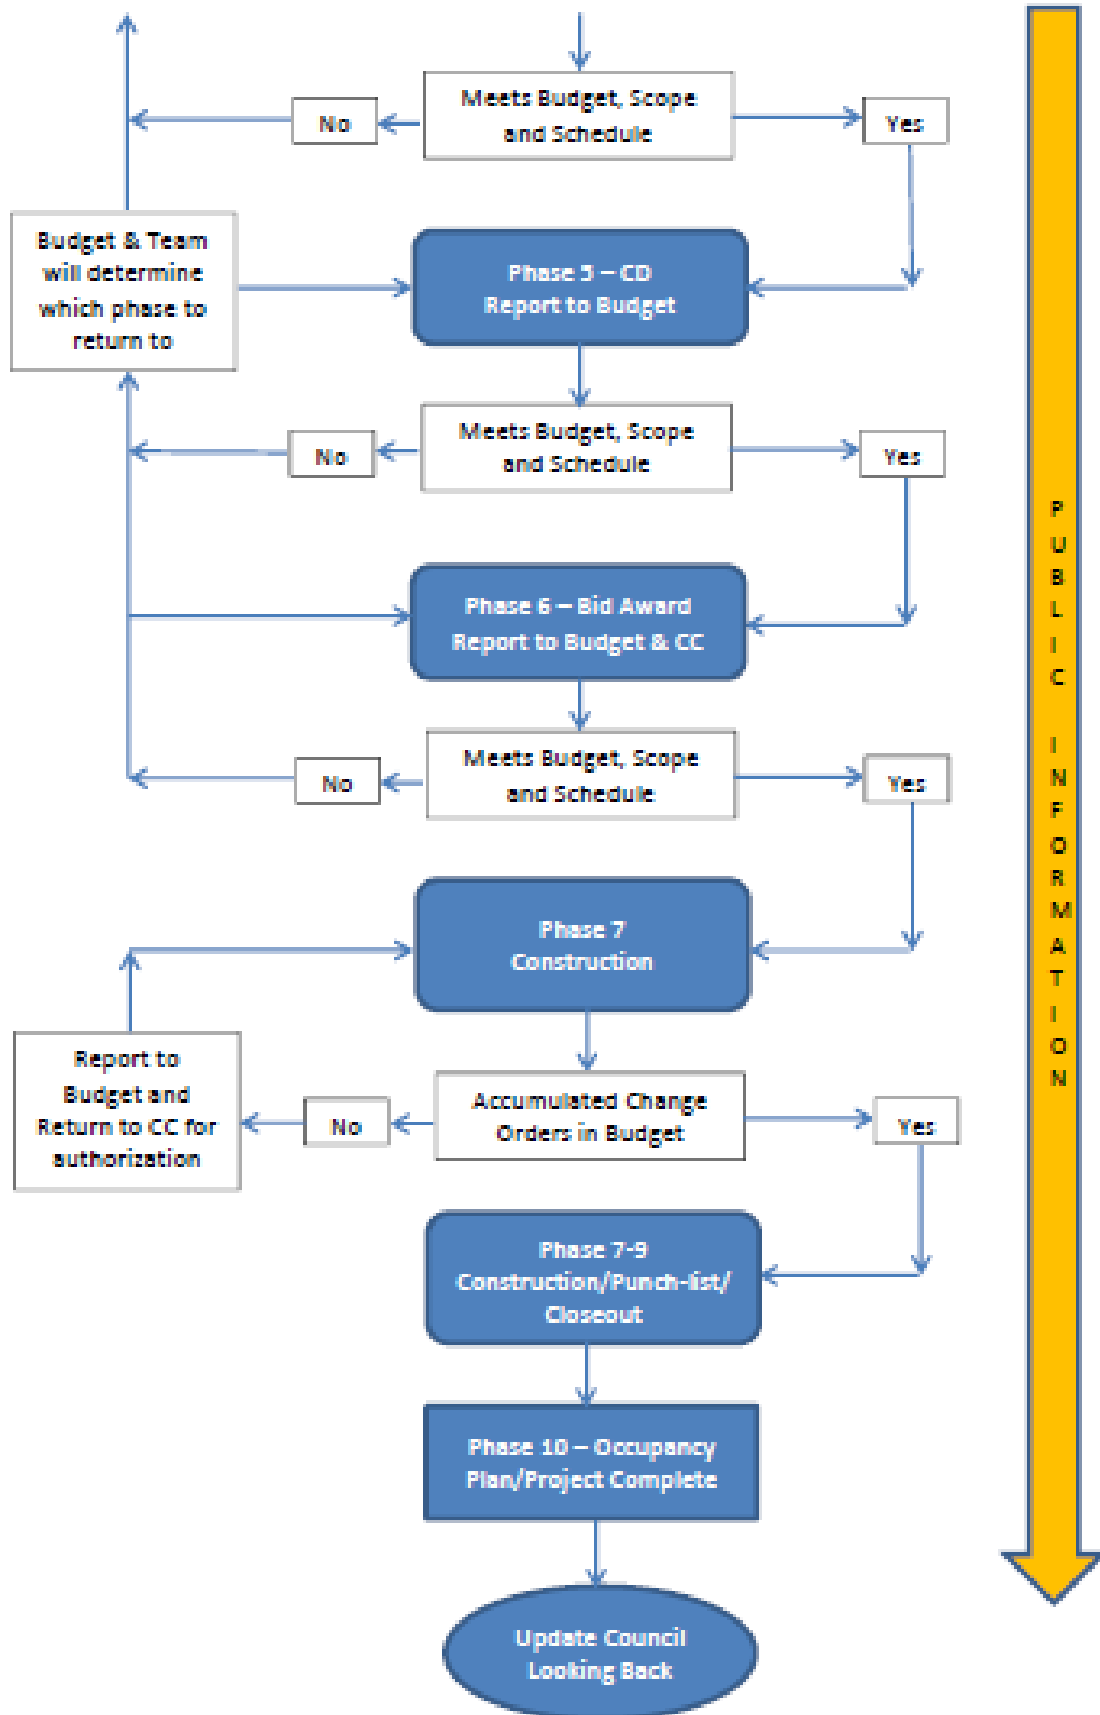 Meets Budget, Scope
and Schedule
No
Yes
Budget & Team
will determine
which phase to
return to
Phase 5 – CD
Report to Budget
Meets Budget, Scope
and Schedule
No
Yes
Phase 6 – Bid Award
Report to Budget & CC
Meets Budget, Scope
and Schedule
No
Yes
Phase 7
Construction
Report to
Budget and
Return to CC for
authorization
No
Accumulated Change
Orders in Budget
Yes
Phase 7-9
Construction/Punch-list/
Closeout
Phase 10 – Occupancy
Plan/Project Complete
Update Council
Looking Back
PUBLIC INFORMATION